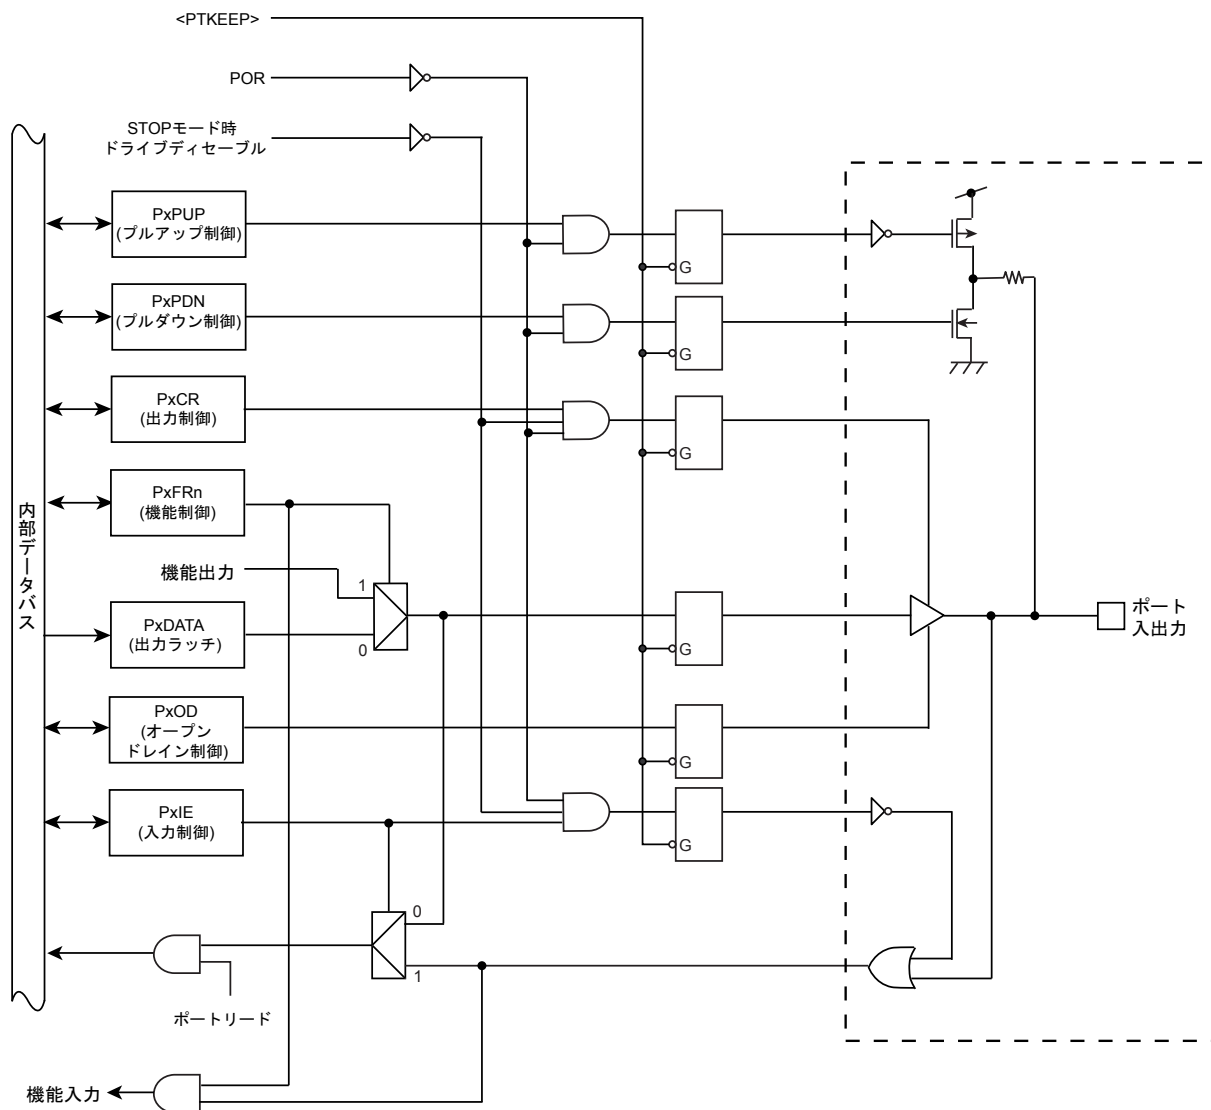 <PTKEEP>
POR
STOPモード時
ドライブディセーブル
PxPUP
(プルアップ制御)
G
PxPDN
(プルダウン制御)
G
PxCR
(出力制御)
G
PxFRn
(機能制御)
内部データバス
機能出力
1
0
PxDATA
(出力ラッチ)
G
ポート
入出力
PxOD
(オープン
ドレイン制御)
G
PxIE
(入力制御)
G
0
1
ポートリード
機能入力